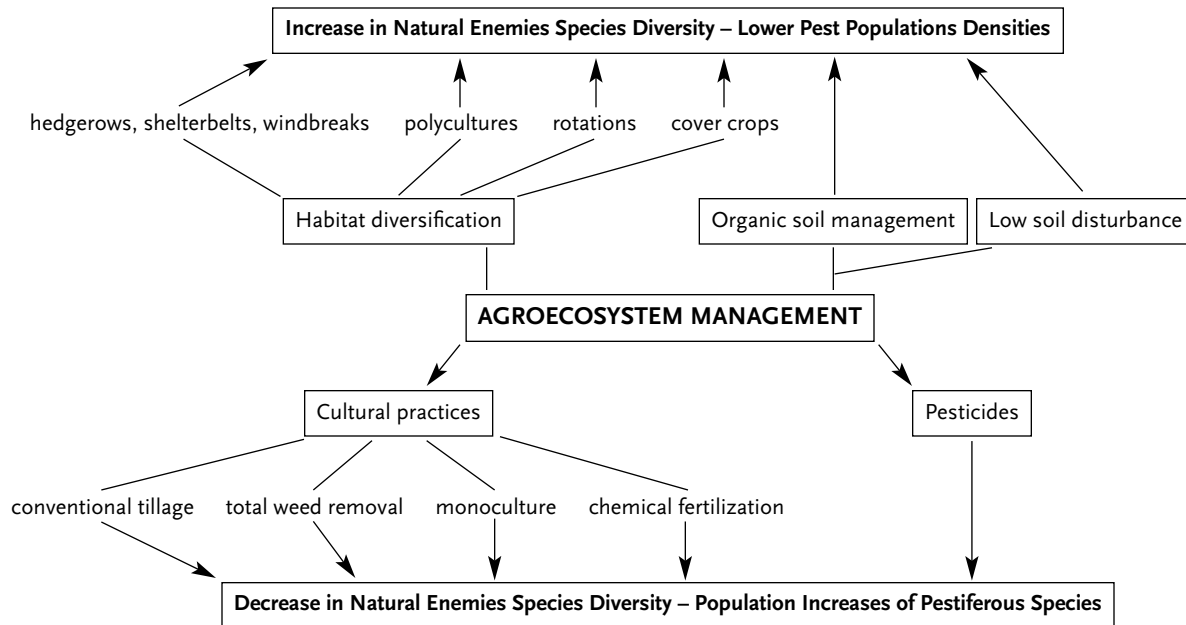 Increase in Natural Enemies Species Diversity – Lower Pest Populations Densities
hedgerows, shelterbelts, windbreaks
polycultures
rotations
cover crops
Habitat diversification
Organic soil management
Low soil disturbance
AGROECOSYSTEM MANAGEMENT
Cultural practices
Pesticides
conventional tillage
total weed removal
monoculture
chemical fertilization
Decrease in Natural Enemies Species Diversity – Population Increases of Pestiferous Species